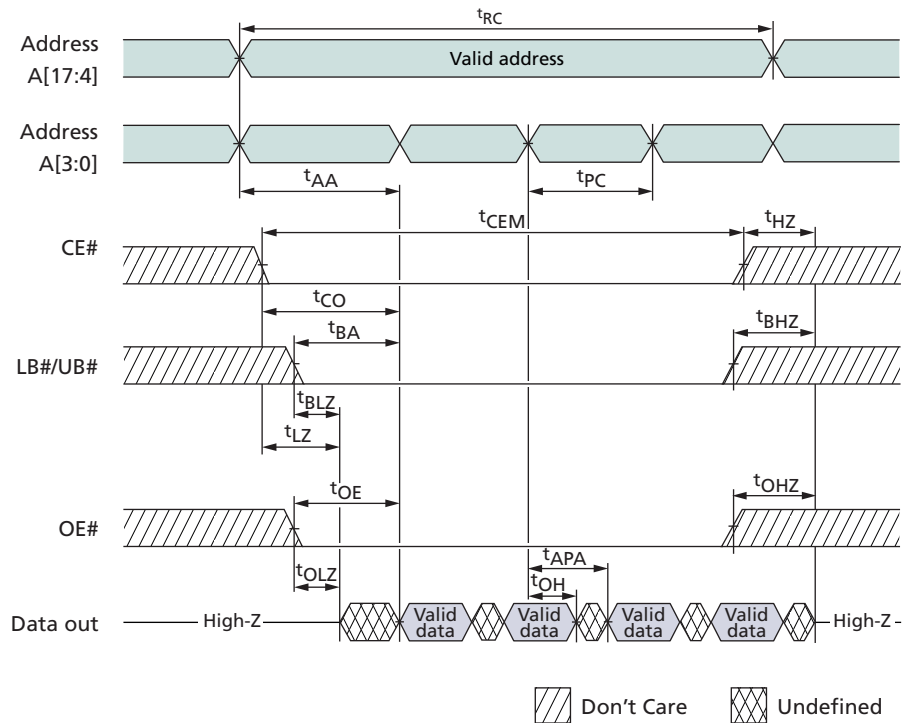 tRC
Address
A[17:4]
Valid address
Address
A[3:0]
tAA
tPC
tCEM
tHZ
CE#
tCO
tBA
tBHZ
LB#/UB#
tBLZ
tLZ
tOE
tOHZ
OE#
tAPA
tOLZ
tOH
Data out
High-Z
Valid
data
Valid
data
Valid
data
Valid
data
High-Z
Don't Care
Undefined